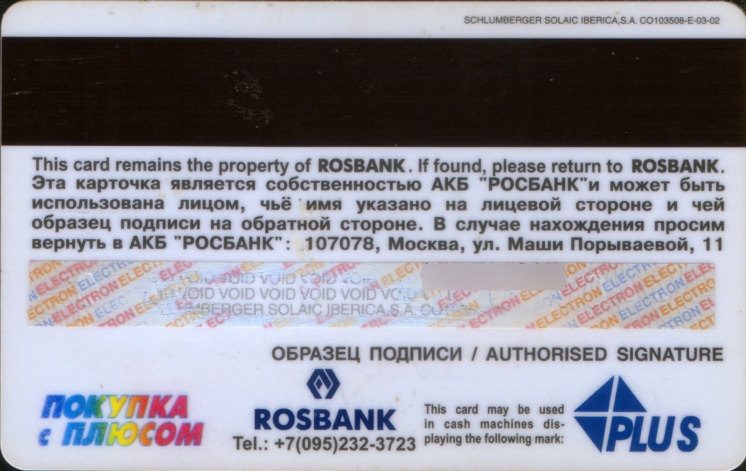 SCHLUMBERGER SOLAIC IBERICA,S.A. CO103508-E-03-02
This card remains the property of ROSBANK. If found, please return to ROSBANK.
Эта карточка является собственностью АКБ "РОСБАНК"и может быть
использована лицом, чьё имя указано на лицевой стороне и чей
образец подписи на обратной стороне. В случае нахождения просим
вернуть в АКБ "РОСБАНК": 107078, Москва, ул. Маши Порываевой, 11
ELECTRON ELECTRON ELECTRON
VOID VOID VOID VOID VOID
ОБРАЗЕЦ ПОДПИСИ / AUTHORISED SIGNATURE
ПОКУПКА
с ПЛЮСОМ
ROSBANK
Tel.: +7(095)232-3723
This card may be used
in cash machines dis-
playing the following mark:
PLUS